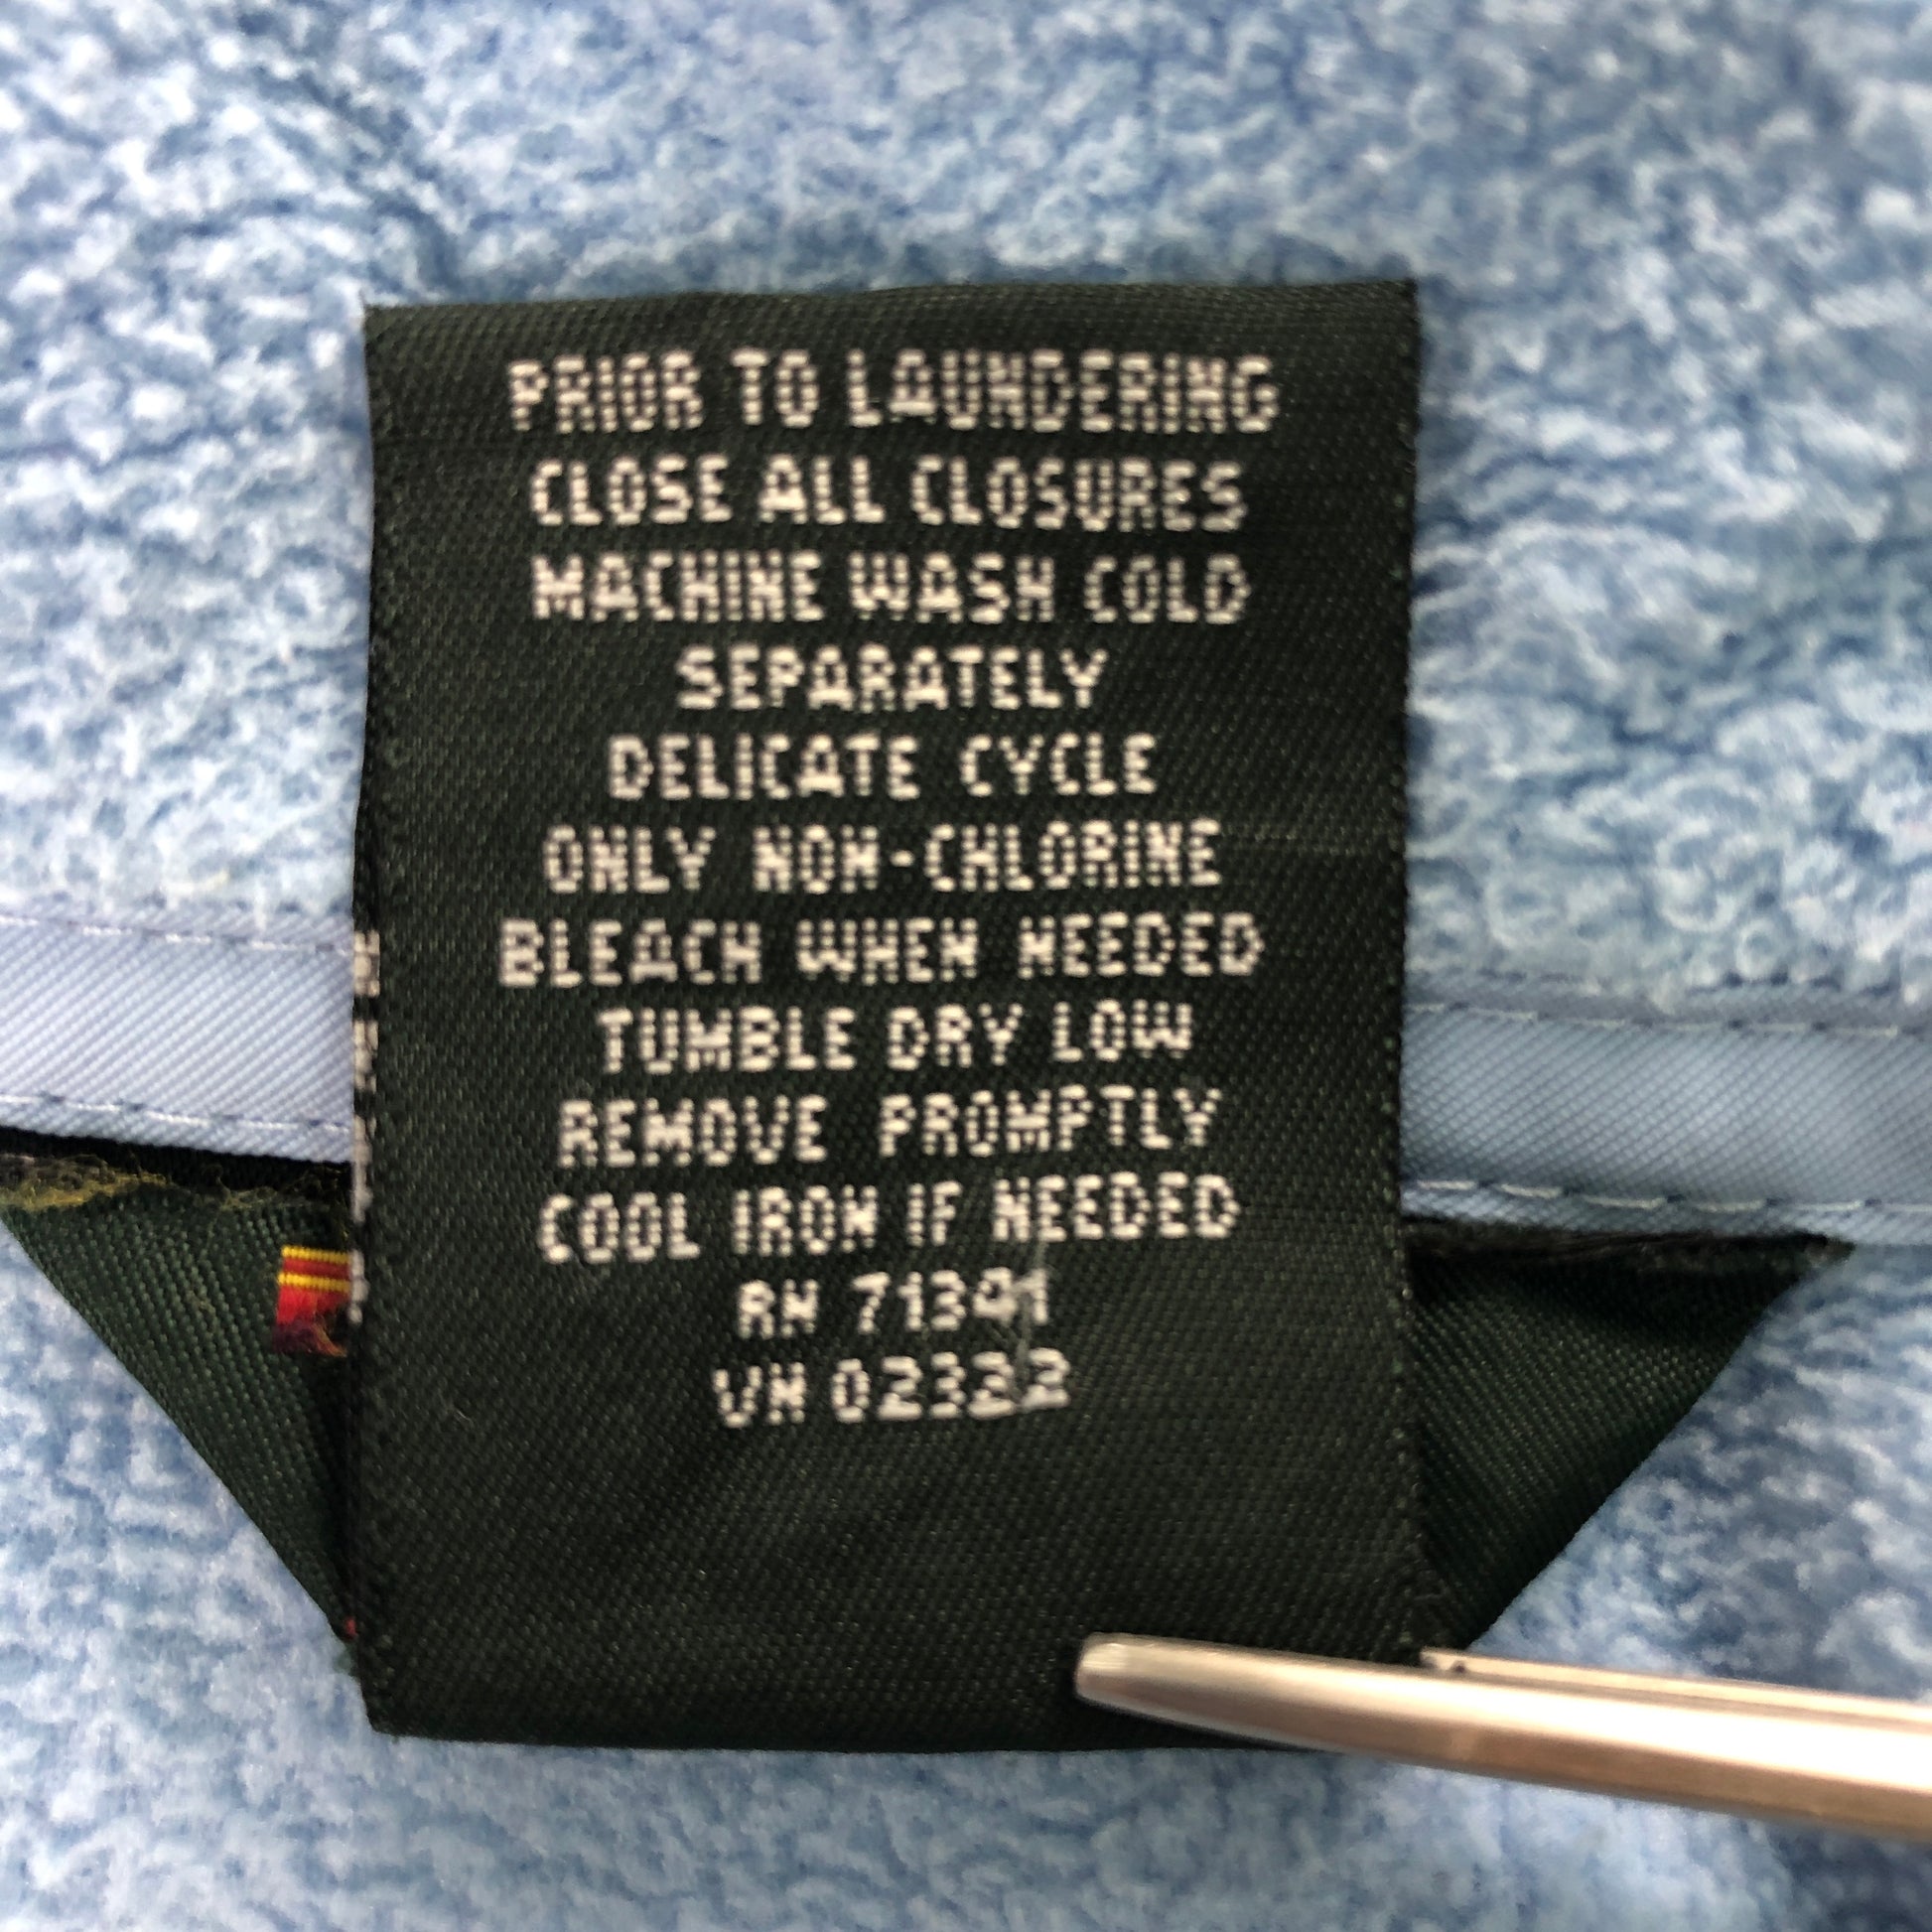 PRIOR TO LAUNDERING
CLOSE ALL CLOSURES
MACHINE WASH COLD
SEPARATELY
DELICATE CYCLE
ONLY NON-CHLORINE
BLEACH WHEN NEEDED
TUMBLE DRY LOW
REMOVE PROMPTLY
COOL IRON IF NEEDED
RN 71341
VN 02322